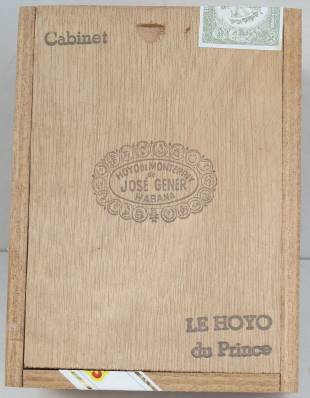 Cabinet
HOYO DE MONTERREY
de
JOSÉ GENER
HABANA
LE HOYO
du Prince